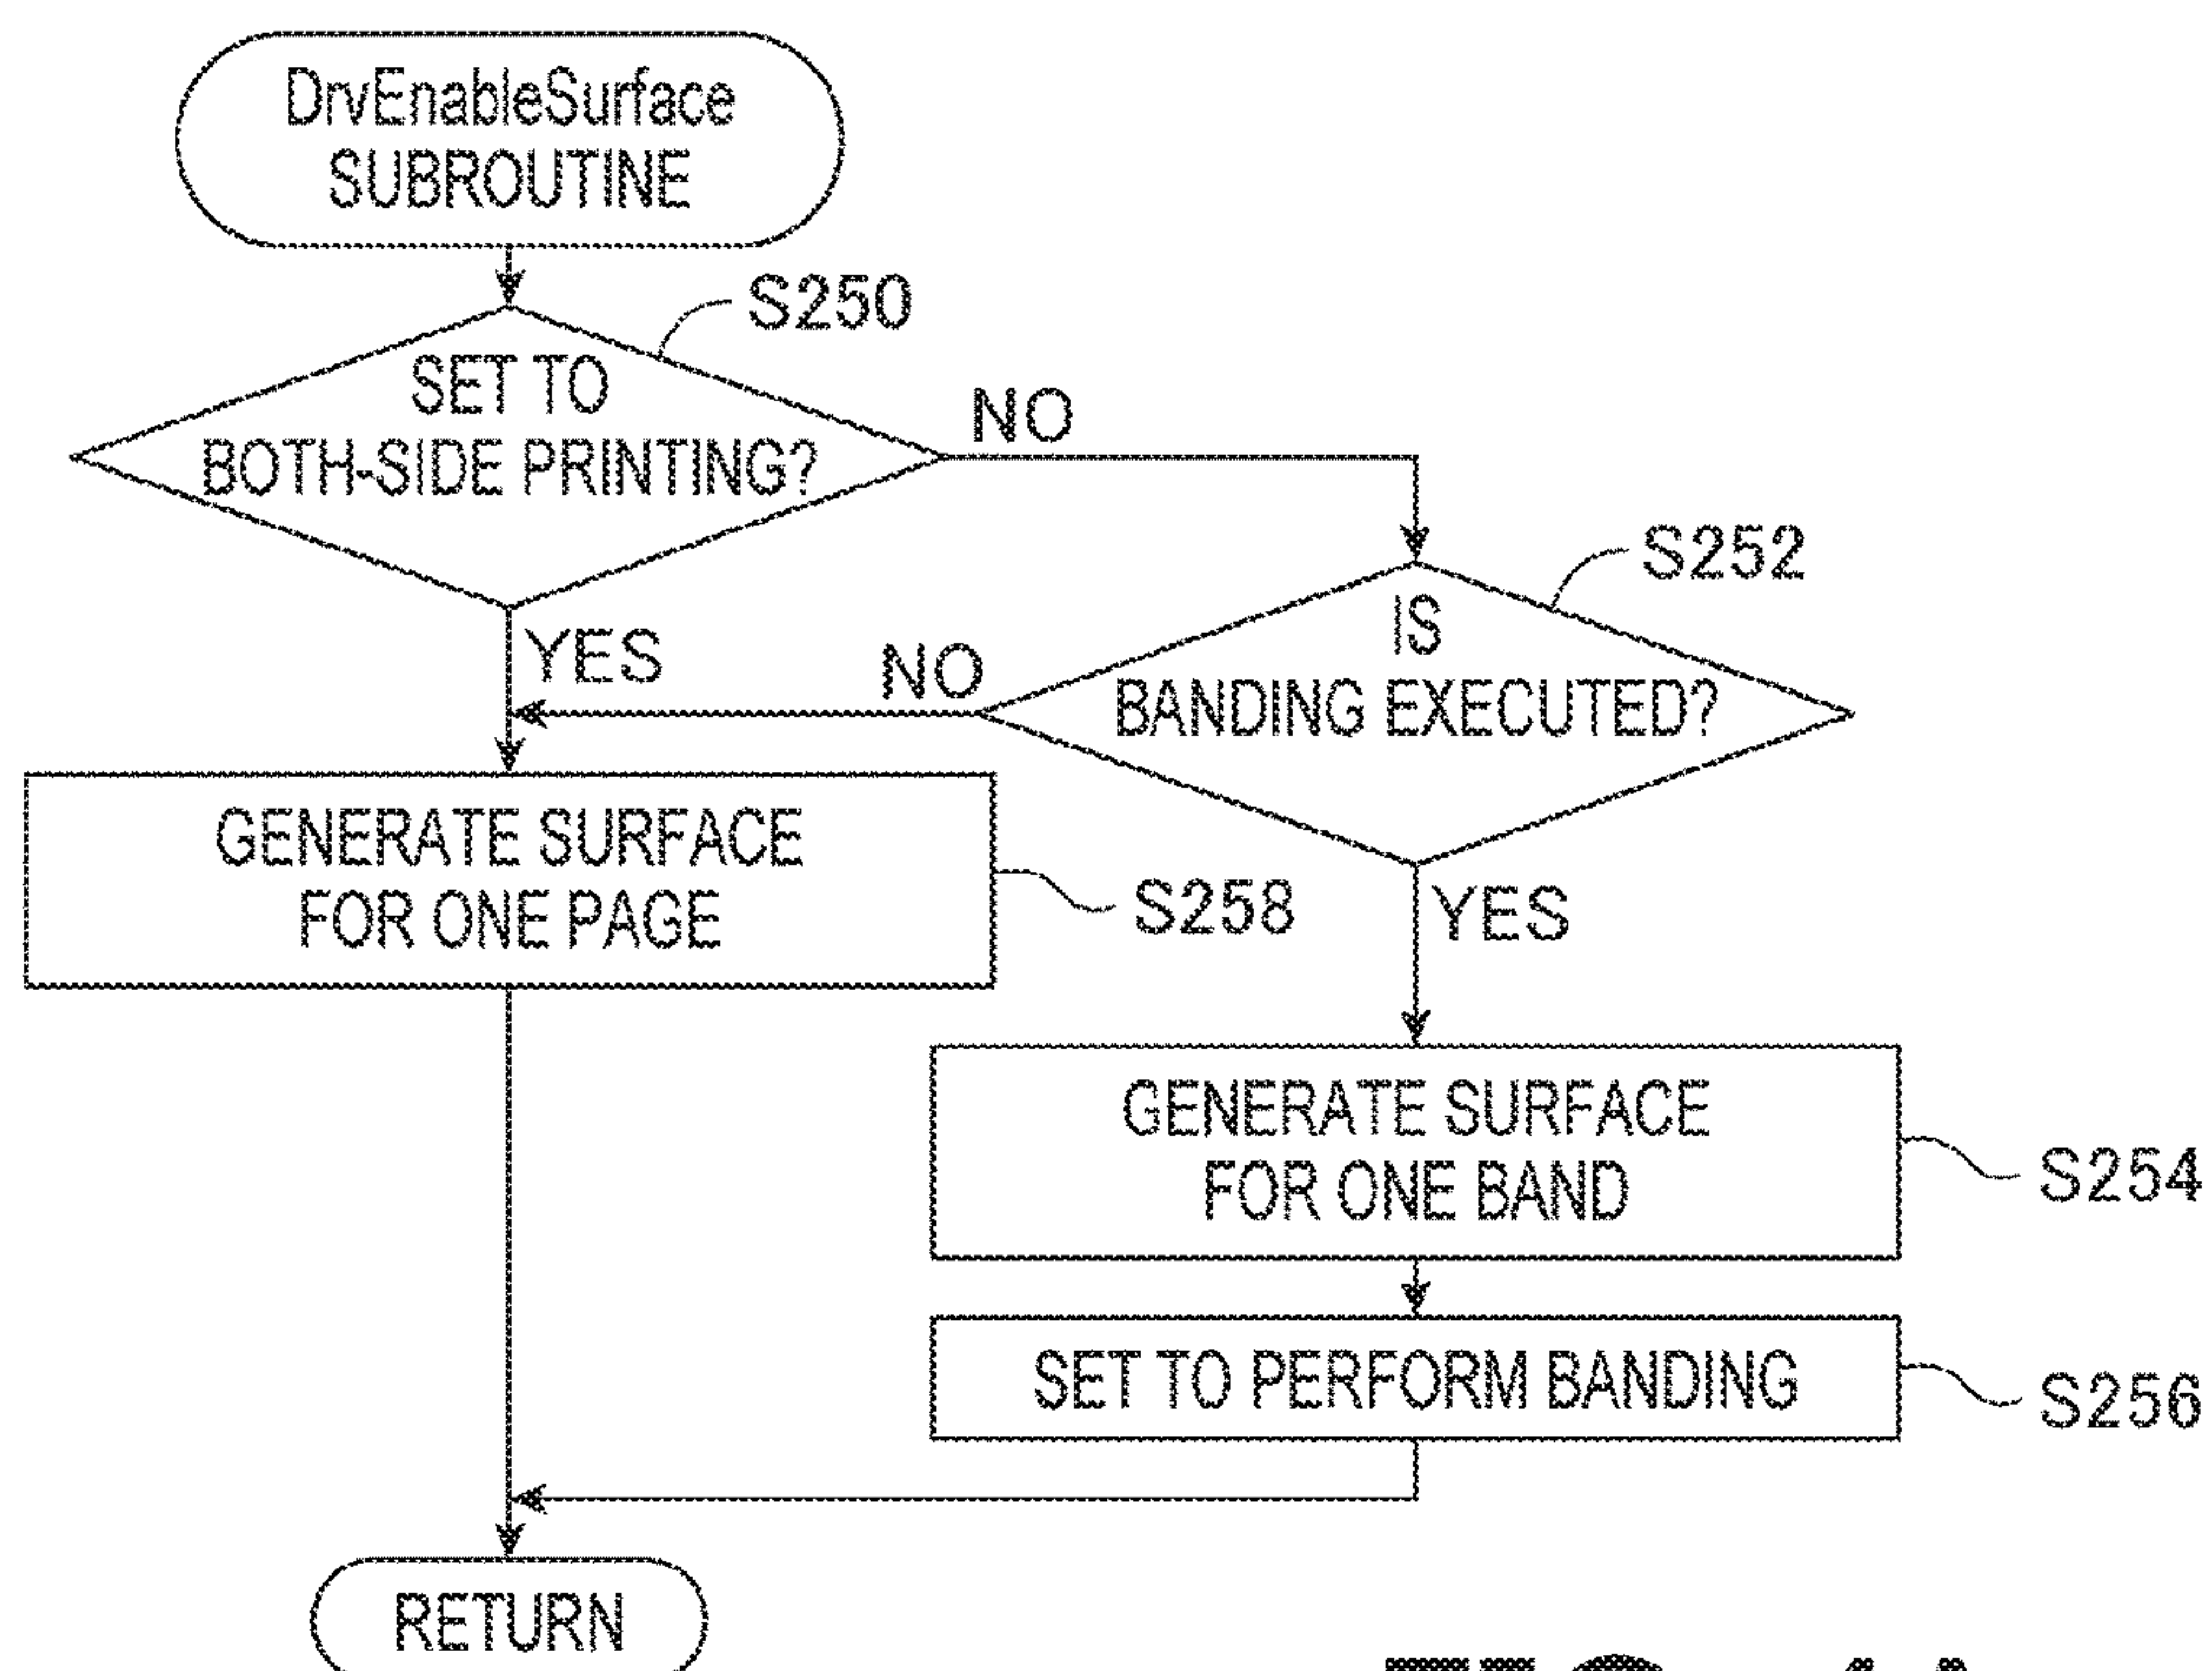 DrvEnableSurface
SUBROUTINE
S250
SET TO
BOTH-SIDE PRINTING?
NO
S252
IS
BANDING EXECUTED?
YES
NO
GENERATE SURFACE
FOR ONE PAGE
S258
YES
GENERATE SURFACE
FOR ONE BAND
S254
SET TO PERFORM BANDING
S256
RETURN